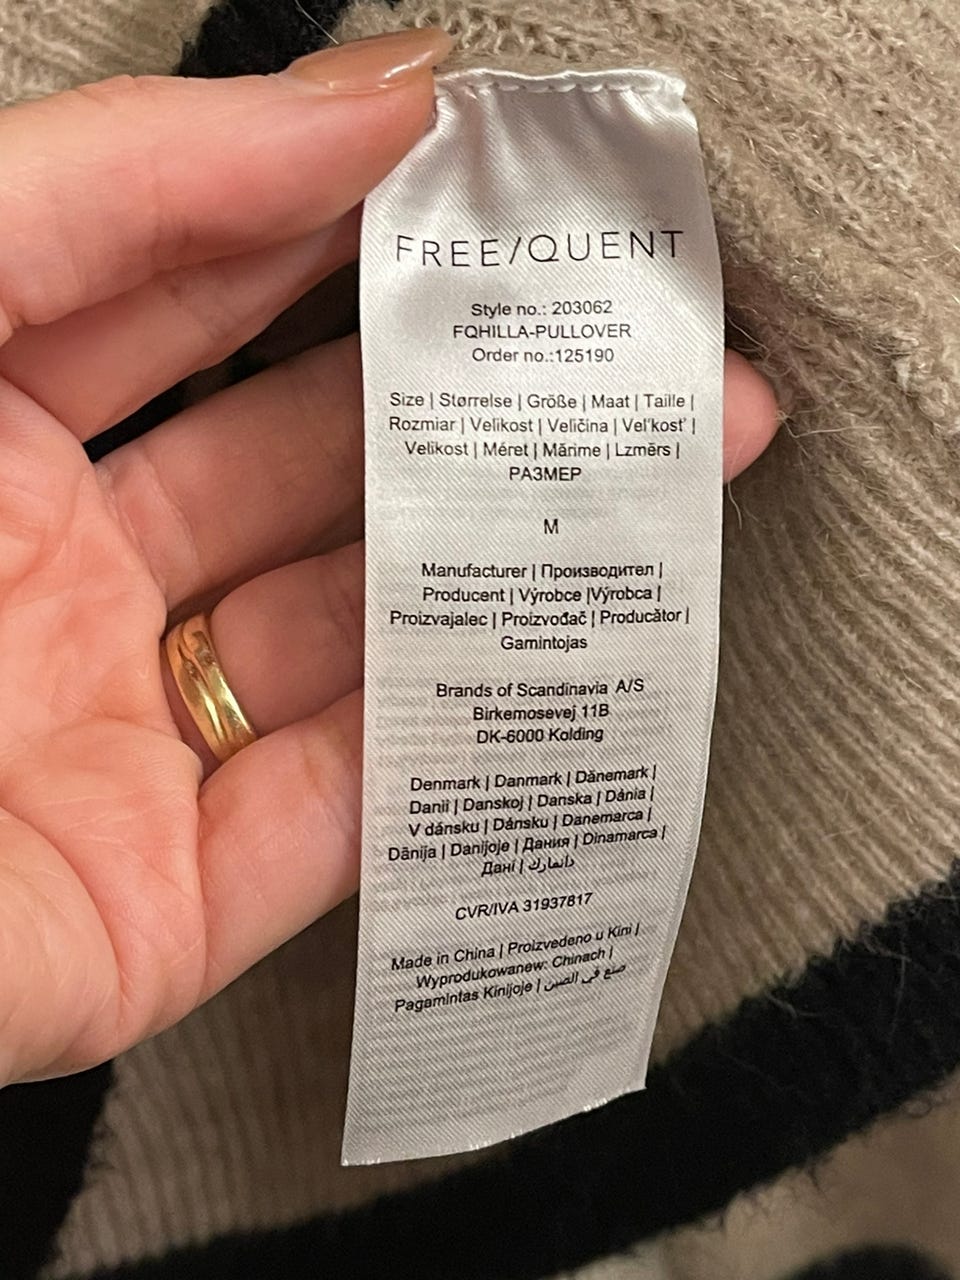 FREE/QUENT
Style no.: 203062
FQHILLA-PULLOVER
Order no.:125190
Size | Størrelse | Größe | Maat | Taille |
Rozmiar | Velikost | Veličina | Veľkosť |
Velikost | Méret | Mărime | Lzmērs |
РАЗМЕР
M
Manufacturer | Производител |
Producent | Výrobce |Výrobca |
Proizvajalec | Proizvođač | Producător |
Gamintojas
Brands of Scandinavia A/S
Birkemosevej 11B
DK-6000 Kolding
Denmark | Danmark | Dänemark |
Danii | Danskoj | Danska | Dánia |
V dánsku | Dánsku | Danemarca |
Dānija | Danijoje | Дания | Dinamarca |
Дані | دانمارك
CVR/IVA 31937817
Made in China | Proizvedeno u Kini |
Wyprodukowanew: Chinach |
Pagamintas Kinijoje | صنع في الصين